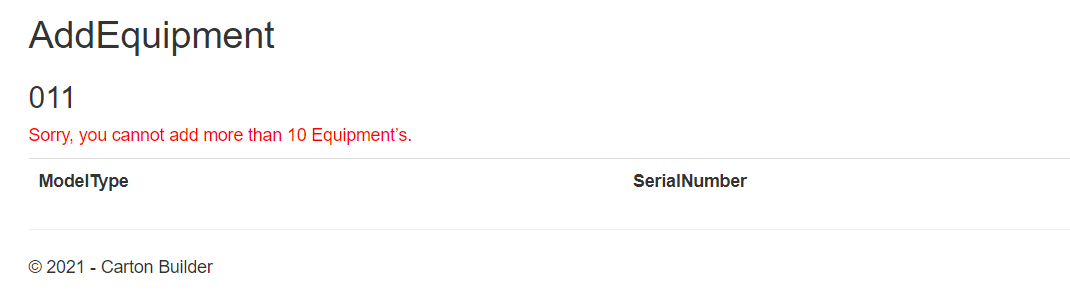 AddEquipment
011
Sorry, you cannot add more than 10 Equipment’s.
ModelType SerialNumber
© 2021 - Carton Builder